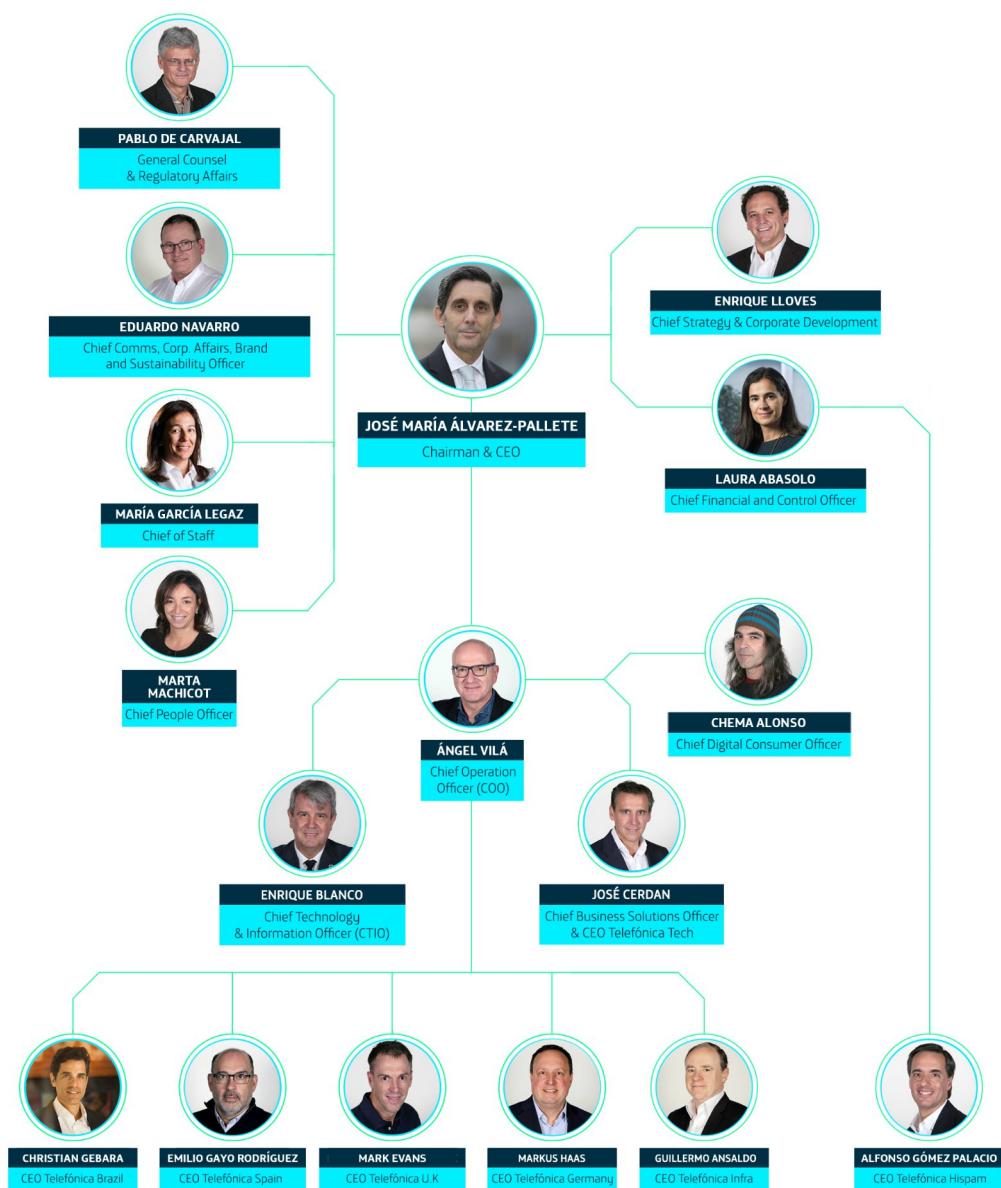 PABLO DE CARVAJAL
General Counsel
& Regulatory Affairs
EDUARDO NAVARRO
Chief Comms, Corp. Affairs, Brand
and Sustainability Officer
MARÍA GARCÍA LEGAZ
Chief of Staff
MARTA
MACHICOT
Chief People Officer
JOSÉ MARÍA ÁLVAREZ-PALLETE
Chairman & CEO
ENRIQUE LLOVES
Chief Strategy & Corporate Development
LAURA ABASOLO
Chief Financial and Control Officer
ÁNGEL VILÁ
Chief Operation
Officer (COO)
CHEMA ALONSO
Chief Digital Consumer Officer
ENRIQUE BLANCO
Chief Technology
& Information Officer (CTIO)
JOSÉ CERDAN
Chief Business Solutions Officer
& CEO Telefónica Tech
CHRISTIAN GEBARA
CEO Telefónica Brazil
EMILIO GAYO RODRÍGUEZ
CEO Telefónica Spain
MARK EVANS
CEO Telefónica U.K
MARKUS HAAS
CEO Telefónica Germany
GUILLERMO ANSALDO
CEO Telefónica Infra
ALFONSO GÓMEZ PALACIO
CEO Telefónica Hispam